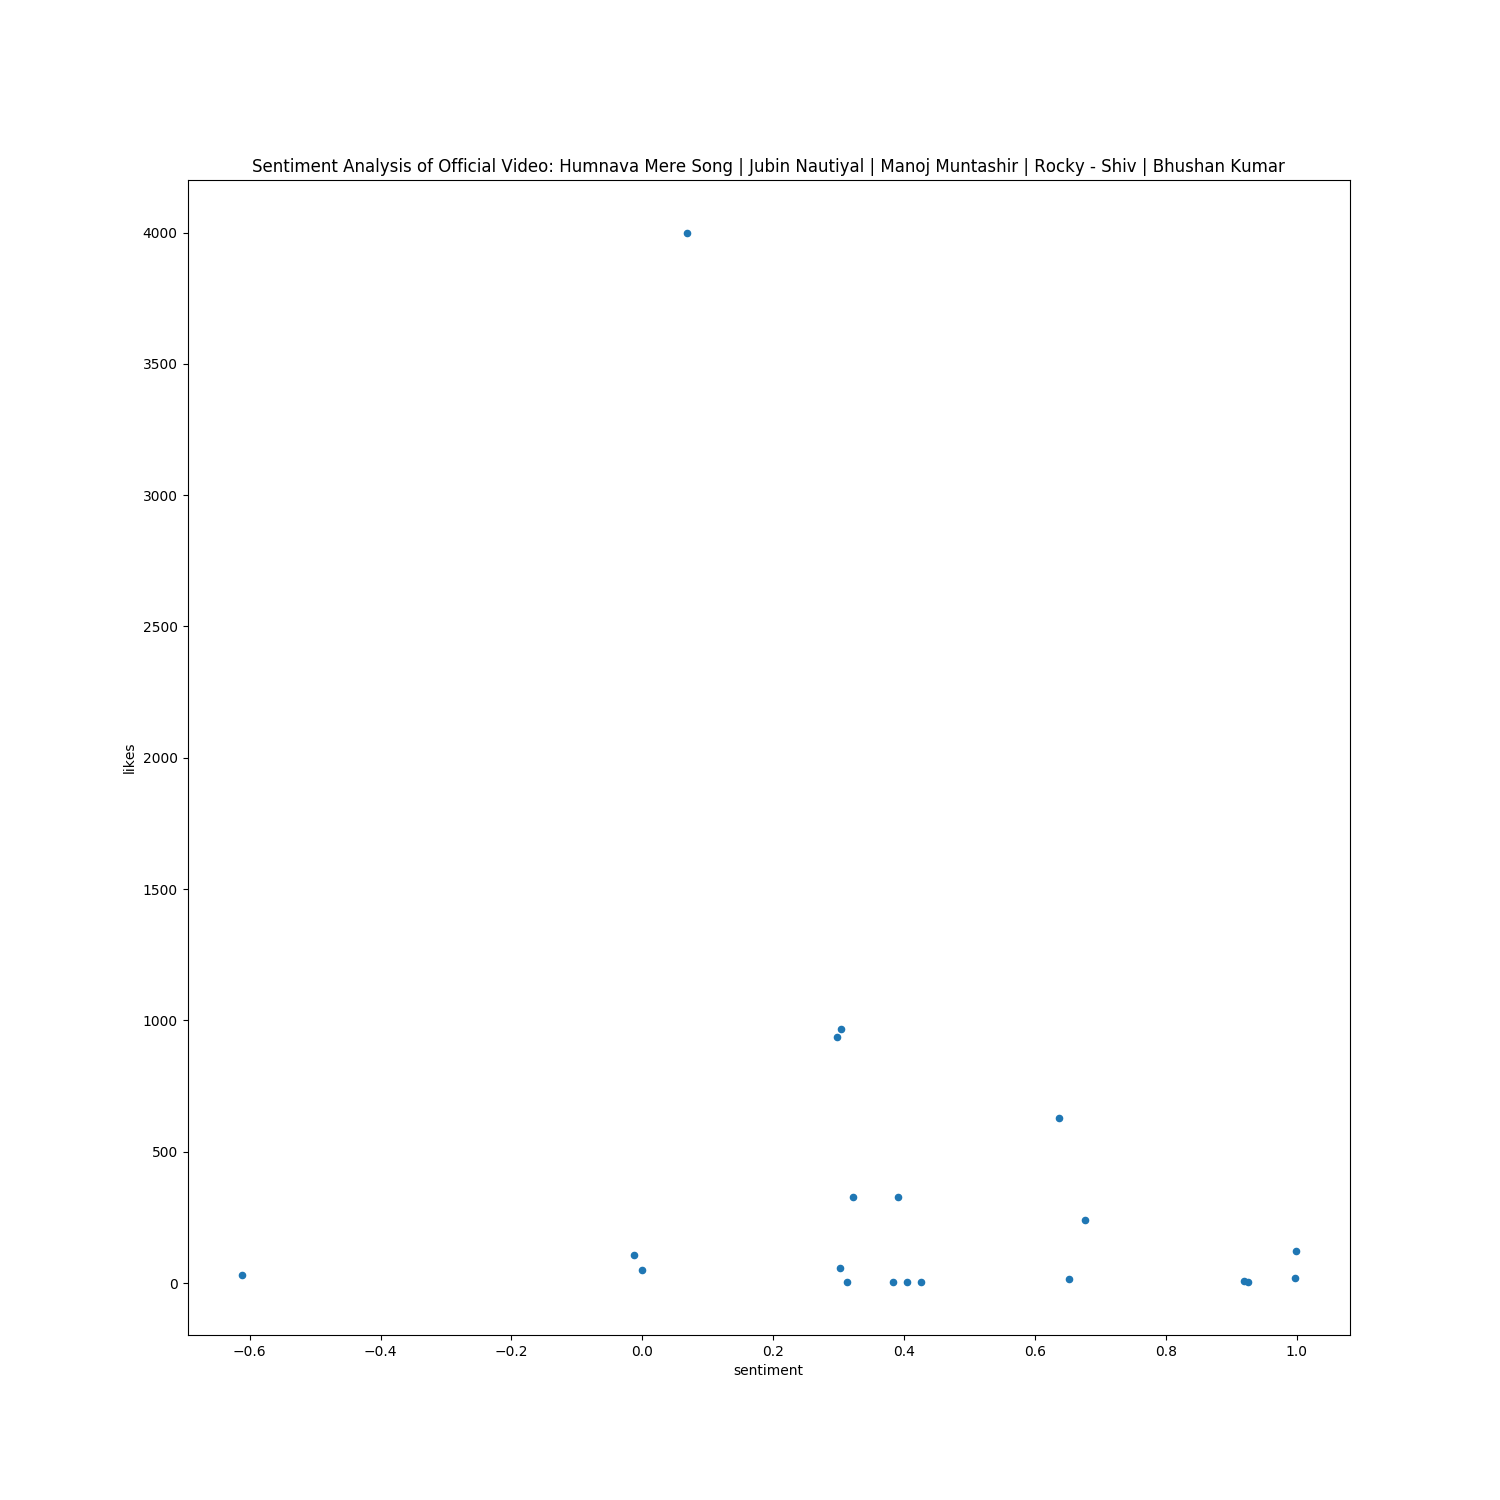 Sentiment Analysis of Official Video: Humnava Mere Song | Jubin Nautiyal | Manoj Muntashir | Rocky - Shiv | Bhushan Kumar
4000
3500
3000
2500
2000
1500
1000
500
0
likes
−0.6 −0.4 −0.2 0.0 0.2 0.4 0.6 0.8 1.0
sentiment